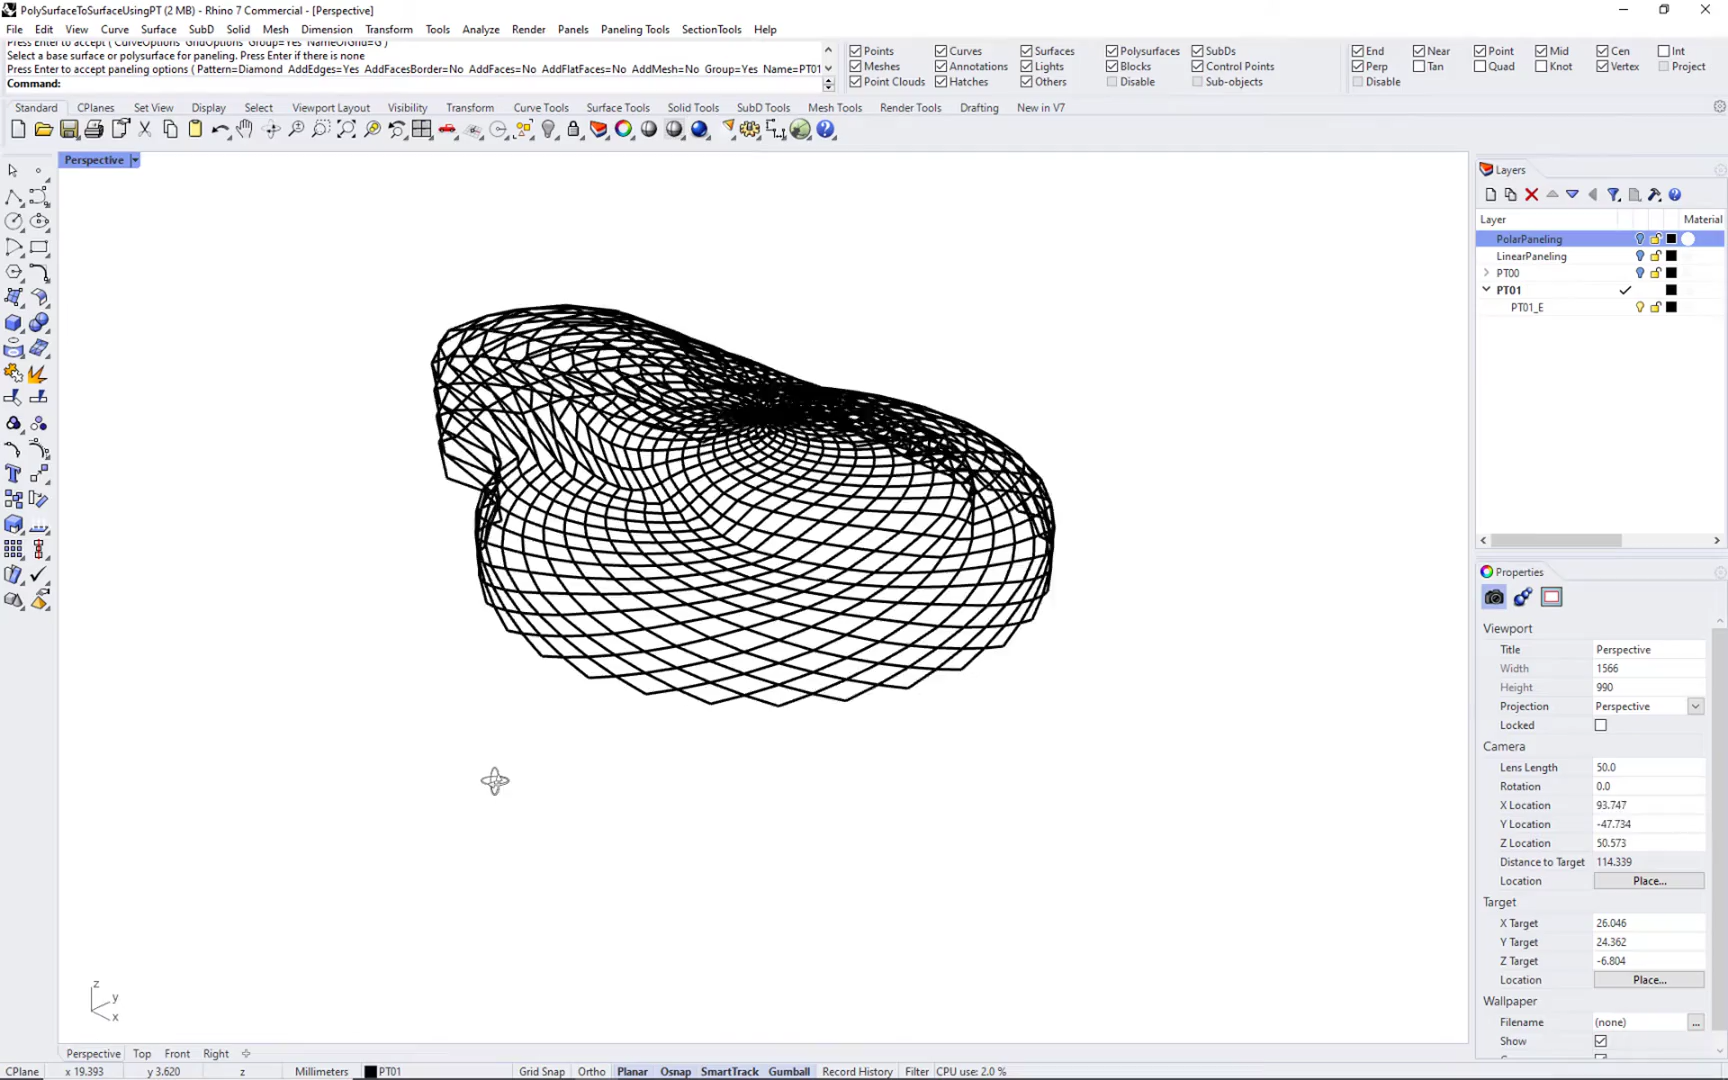 PolySurfaceToSurfaceUsingPT (2 MB) - Rhino 7 Commercial - [Perspective]
File Edit View Curve Surface SubD Solid Mesh Dimension Transform Tools Analyze Render Panels Paneling Tools SectionTools Help
Press Enter to accept ( CurveOptions GridOptions Group=Yes NameOfGrid=G )
Select a base surface or polysurface for paneling. Press Enter if there is none
Press Enter to accept paneling options ( Pattern=Diamond AddEdges=Yes AddFacesBorder=No AddFaces=No AddFlatFaces=No AddMesh=No Group=Yes Name=PT01
Command:
Points Curves Surfaces Polysurfaces SubDs End Near Point Mid Cen Int
Meshes Annotations Lights Blocks Control Points Perp Tan Quad Knot Vertex Project
Point Clouds Hatches Others Disable Sub-objects Disable
Standard CPlanes Set View Display Select Viewport Layout Visibility Transform Curve Tools Surface Tools Solid Tools SubD Tools Mesh Tools Render Tools Drafting New in V7
Perspective
Layers
Layer Material
PolarPaneling
LinearPaneling
PT00
PT01
PT01_E
Properties
Viewport
Title Perspective
Width 1566
Height 990
Projection Perspective
Locked
Camera
Lens Length 50.0
Rotation 0.0
X Location 93.747
Y Location -47.734
Z Location 50.573
Distance to Target 114.339
Location Place...
Target
X Target 26.046
Y Target 24.362
Z Target -6.804
Location Place...
Wallpaper
Filename (none) ...
Show
z
y
x
Perspective Top Front Right
CPlane x 19.393 y 3.620 z Millimeters PT01 Grid Snap Ortho Planar Osnap SmartTrack Gumball Record History Filter CPU use: 2.0 %